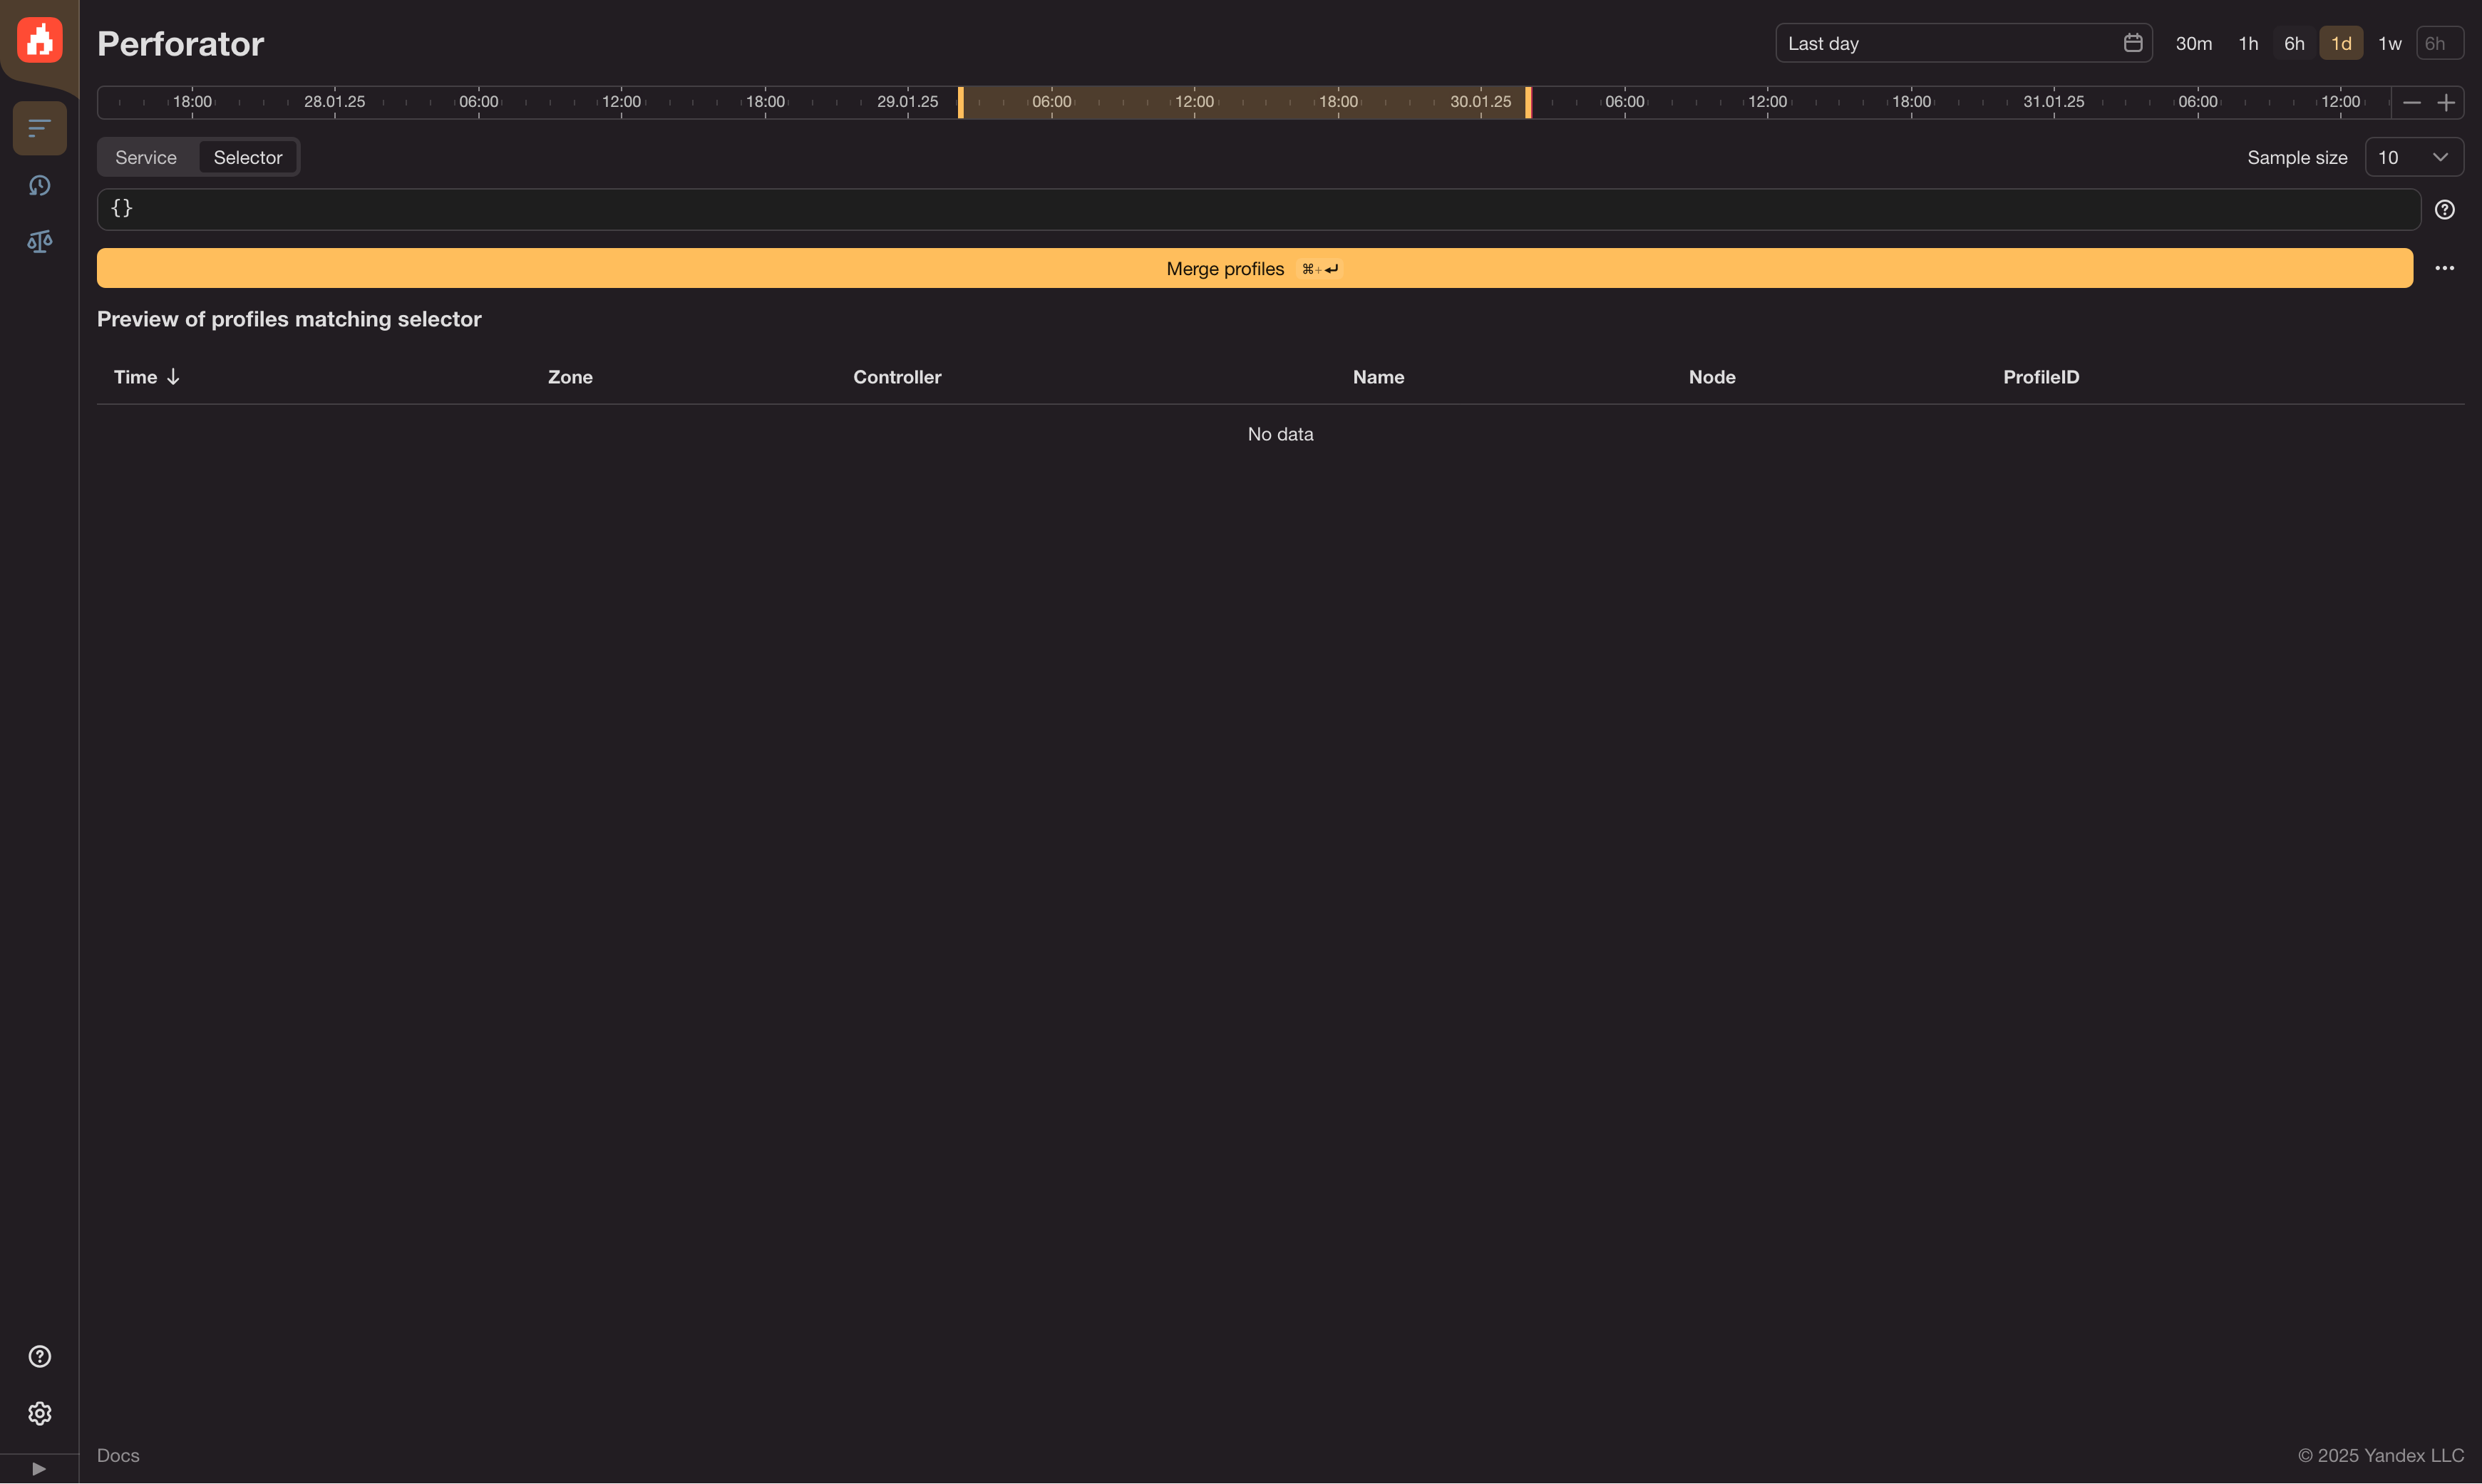 Perforator
Last day 30m 1h 6h 1d 1w 6h
18:00 28.01.25 06:00 12:00 18:00 29.01.25 06:00 12:00 18:00 30.01.25 06:00 12:00 18:00 31.01.25 06:00 12:00
Service Selector Sample size 10
{}
Merge profiles ⌘+↵
Preview of profiles matching selector
Time ↓ Zone Controller Name Node ProfileID
No data
Docs © 2025 Yandex LLC